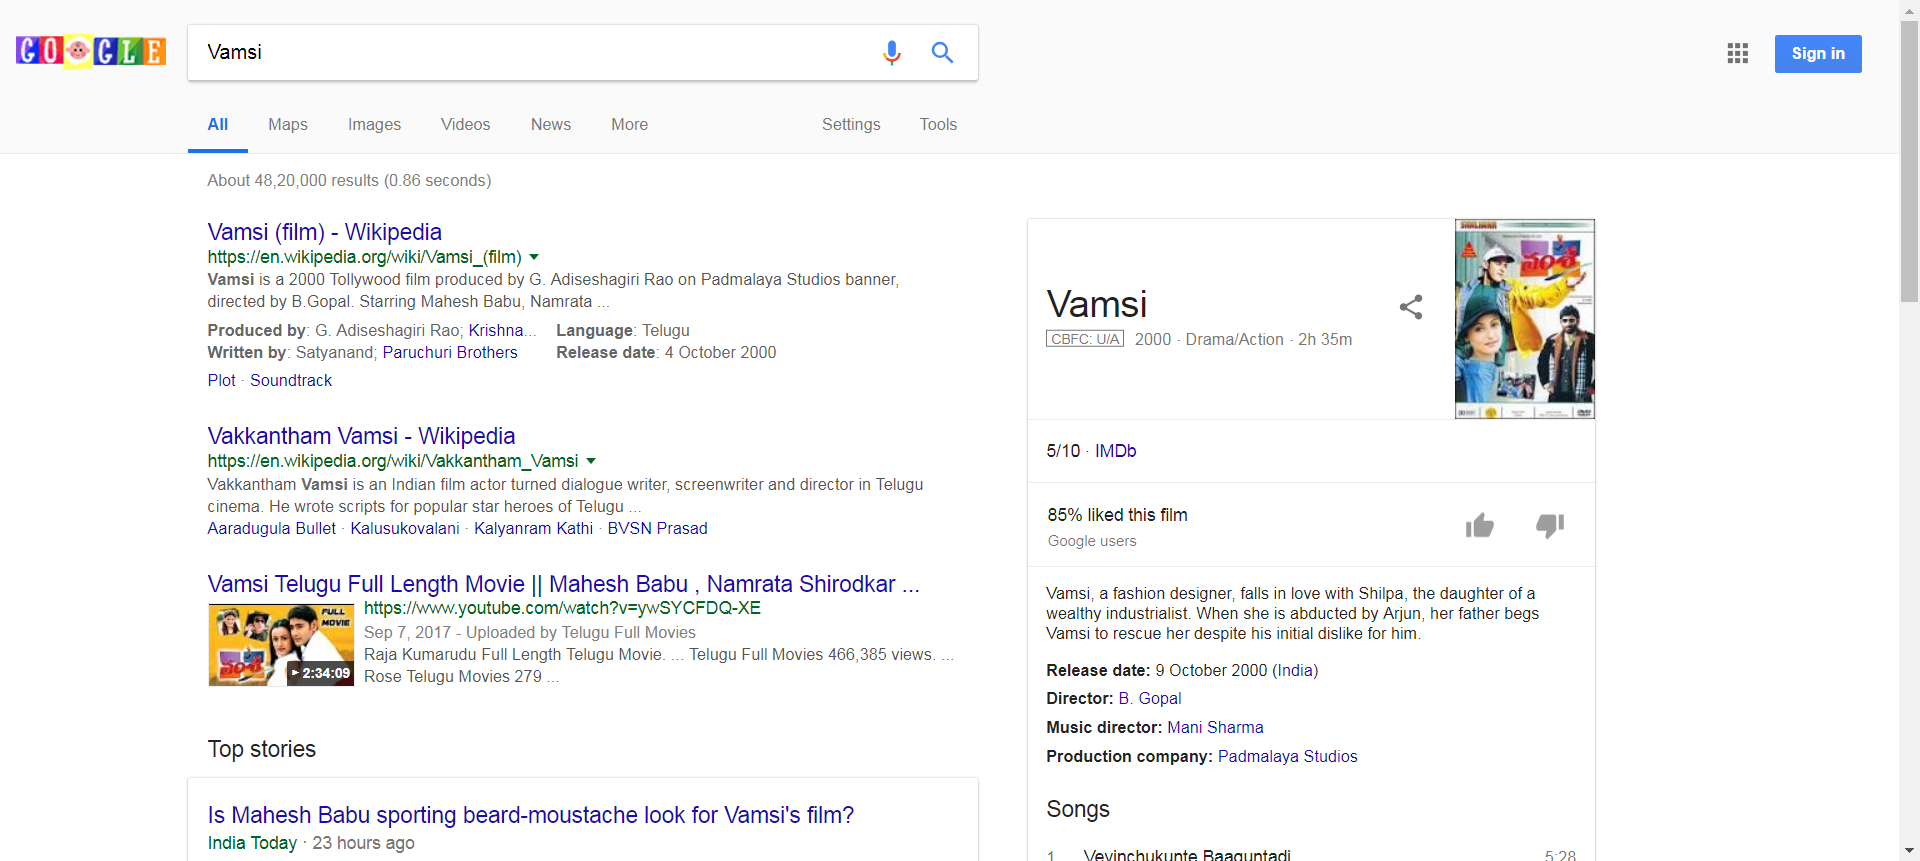 GOOGLE
Vamsi
Sign in
All Maps Images Videos News More Settings Tools
About 48,20,000 results (0.86 seconds)
Vamsi (film) - Wikipedia
https://en.wikipedia.org/wiki/Vamsi_(film)
Vamsi is a 2000 Tollywood film produced by G. Adiseshagiri Rao on Padmalaya Studios banner,
directed by B.Gopal. Starring Mahesh Babu, Namrata ...
Produced by: G. Adiseshagiri Rao; Krishna... Language: Telugu
Written by: Satyanand; Paruchuri Brothers Release date: 4 October 2000
Plot · Soundtrack
Vakkantham Vamsi - Wikipedia
https://en.wikipedia.org/wiki/Vakkantham_Vamsi
Vakkantham Vamsi is an Indian film actor turned dialogue writer, screenwriter and director in Telugu
cinema. He wrote scripts for popular star heroes of Telugu ...
Aaradugula Bullet · Kalusukovalani · Kalyanram Kathi · BVSN Prasad
Vamsi Telugu Full Length Movie || Mahesh Babu , Namrata Shirodkar ...
FULL
MOVIE
వంశీ
2:34:09
https://www.youtube.com/watch?v=ywSYCFDQ-XE
Sep 7, 2017 - Uploaded by Telugu Full Movies
Raja Kumarudu Full Length Telugu Movie. ... Telugu Full Movies 466,385 views. ...
Rose Telugu Movies 279 ...
Top stories
Is Mahesh Babu sporting beard-moustache look for Vamsi's film?
India Today · 23 hours ago
Vamsi
CBFC: U/A 2000 · Drama/Action · 2h 35m
వంశీ
5/10 · IMDb
85% liked this film
Google users
Vamsi, a fashion designer, falls in love with Shilpa, the daughter of a
wealthy industrialist. When she is abducted by Arjun, her father begs
Vamsi to rescue her despite his initial dislike for him.
Release date: 9 October 2000 (India)
Director: B. Gopal
Music director: Mani Sharma
Production company: Padmalaya Studios
Songs
1 Veyinchukunte Baaguntadi 5:28